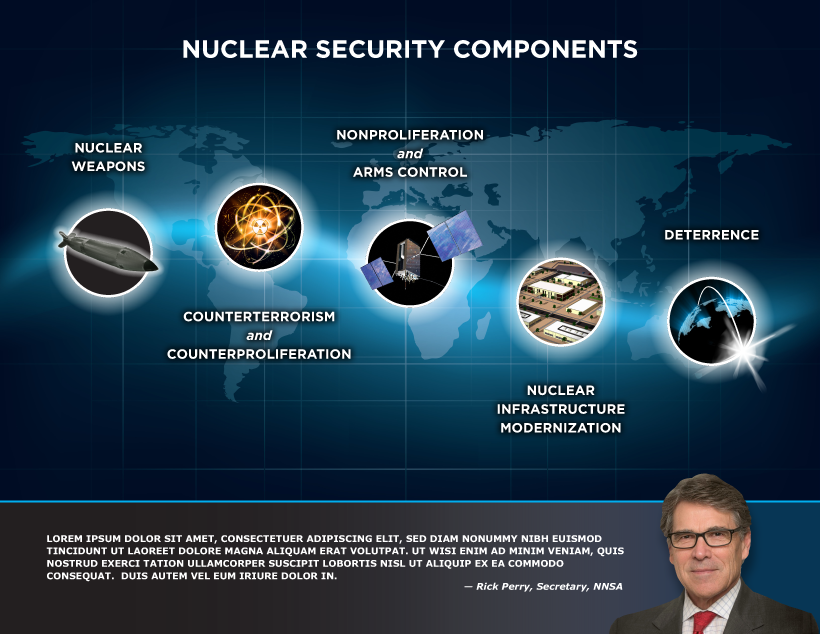 NUCLEAR SECURITY COMPONENTS
NUCLEAR
WEAPONS
COUNTERTERRORISM
and
COUNTERPROLIFERATION
NONPROLIFERATION
and
ARMS CONTROL
NUCLEAR
INFRASTRUCTURE
MODERNIZATION
DETERRENCE
LOREM IPSUM DOLOR SIT AMET, CONSECTETUER ADIPISCING ELIT, SED DIAM NONUMMY NIBH EUISMOD
TINCIDUNT UT LAOREET DOLORE MAGNA ALIQUAM ERAT VOLUTPAT. UT WISI ENIM AD MINIM VENIAM, QUIS
NOSTRUD EXERCI TATION ULLAMCORPER SUSCIPIT LOBORTIS NISL UT ALIQUIP EX EA COMMODO
CONSEQUAT.  DUIS AUTEM VEL EUM IRIURE DOLOR IN.
— Rick Perry, Secretary, NNSA